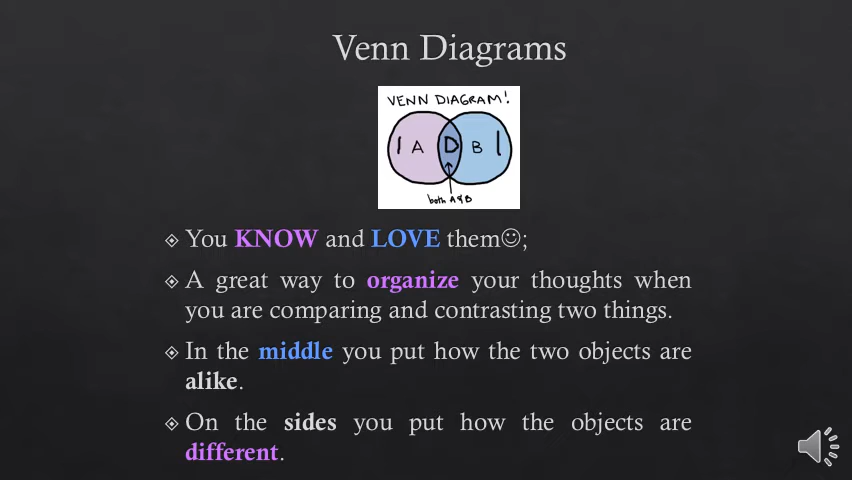 Venn Diagrams
VENN DIAGRAM!
I A D B I
both A&B
You KNOW and LOVE them☺;
A great way to organize your thoughts when
you are comparing and contrasting two things.
In the middle you put how the two objects are
alike.
On the sides you put how the objects are
different.